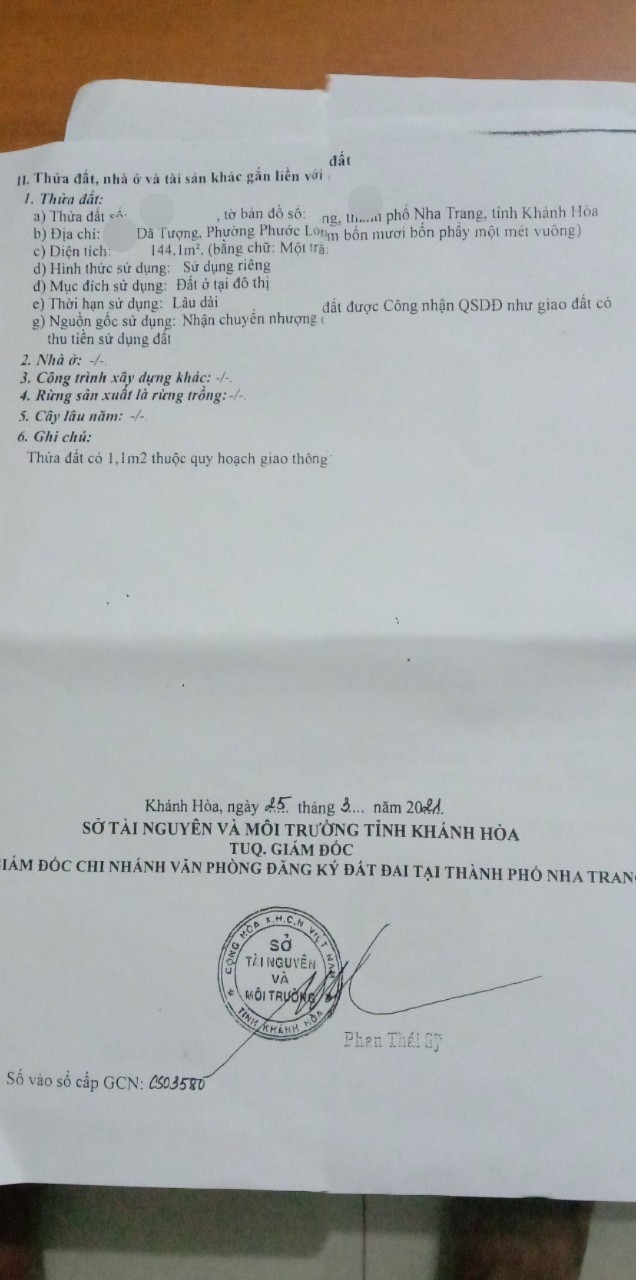 II. Thửa đất, nhà ở và tài sản khác gắn liền với đất
1. Thửa đất:
a) Thửa đất , tờ bản đồ số:
b) Địa chỉ: Dã Tượng, Phường Phước Lon ng, phố Nha Trang, tỉnh Khánh Hòa
c) Diện tích: 144,1m², (bằng chữ: Một tră m bốn mươi bốn phẩy một mét vuông)
d) Hình thức sử dụng: Sử dụng riêng
đ) Mục đích sử dụng: Đất ở tại đô thị
e) Thời hạn sử dụng: Lâu dài
g) Nguồn gốc sử dụng: Nhận chuyển nhượng đất được Công nhận QSDĐ như giao đất có
thu tiền sử dụng đất
2. Nhà ở: -/-.
3. Công trình xây dựng khác: -/-.
4. Rừng sản xuất là rừng trồng: -/-.
5. Cây lâu năm: -/-.
6. Ghi chú:
Thửa đất có 1,1m2 thuộc quy hoạch giao thông
Khánh Hòa, ngày 25 tháng 3... năm 2021.
SỞ TÀI NGUYÊN VÀ MÔI TRƯỜNG TỈNH KHÁNH HÒA
TUQ. GIÁM ĐỐC
GIÁM ĐỐC CHI NHÁNH VĂN PHÒNG ĐĂNG KÝ ĐẤT ĐAI TẠI THÀNH PHỐ NHA TRAN
CỘNG HÒA X.H.C.N VIỆT NAM
SỞ
TÀI NGUYÊN
VÀ
MÔI TRƯỜNG
TỈNH KHÁNH HÒA
Phan Thái Sỹ
Số vào sổ cấp GCN: CS03580